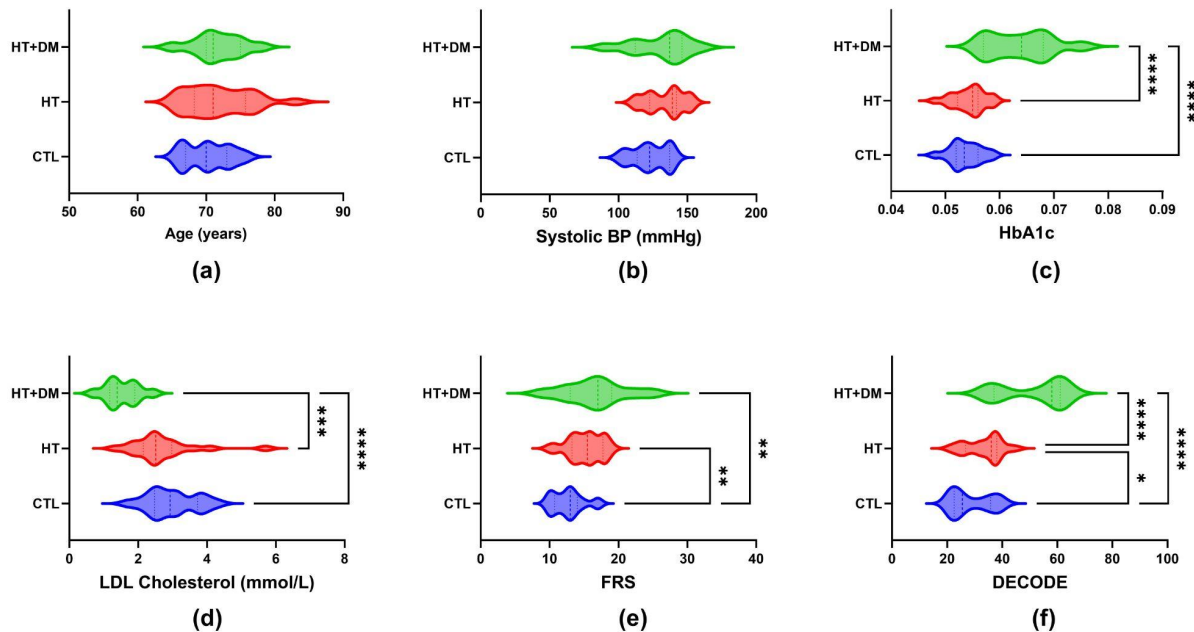 HT+DM
HT
CTL
50 60 70 80 90
Age (years)
(a)
HT+DM
HT
CTL
0 50 100 150 200
Systolic BP (mmHg)
(b)
HT+DM
HT
CTL
****
****
0.04 0.05 0.06 0.07 0.08 0.09
HbA1c
(c)
HT+DM
HT
CTL
***
****
0 2 4 6 8
LDL Cholesterol (mmol/L)
(d)
HT+DM
HT
CTL
**
**
0 10 20 30 40
FRS
(e)
HT+DM
HT
CTL
****
*
****
0 20 40 60 80 100
DECODE
(f)